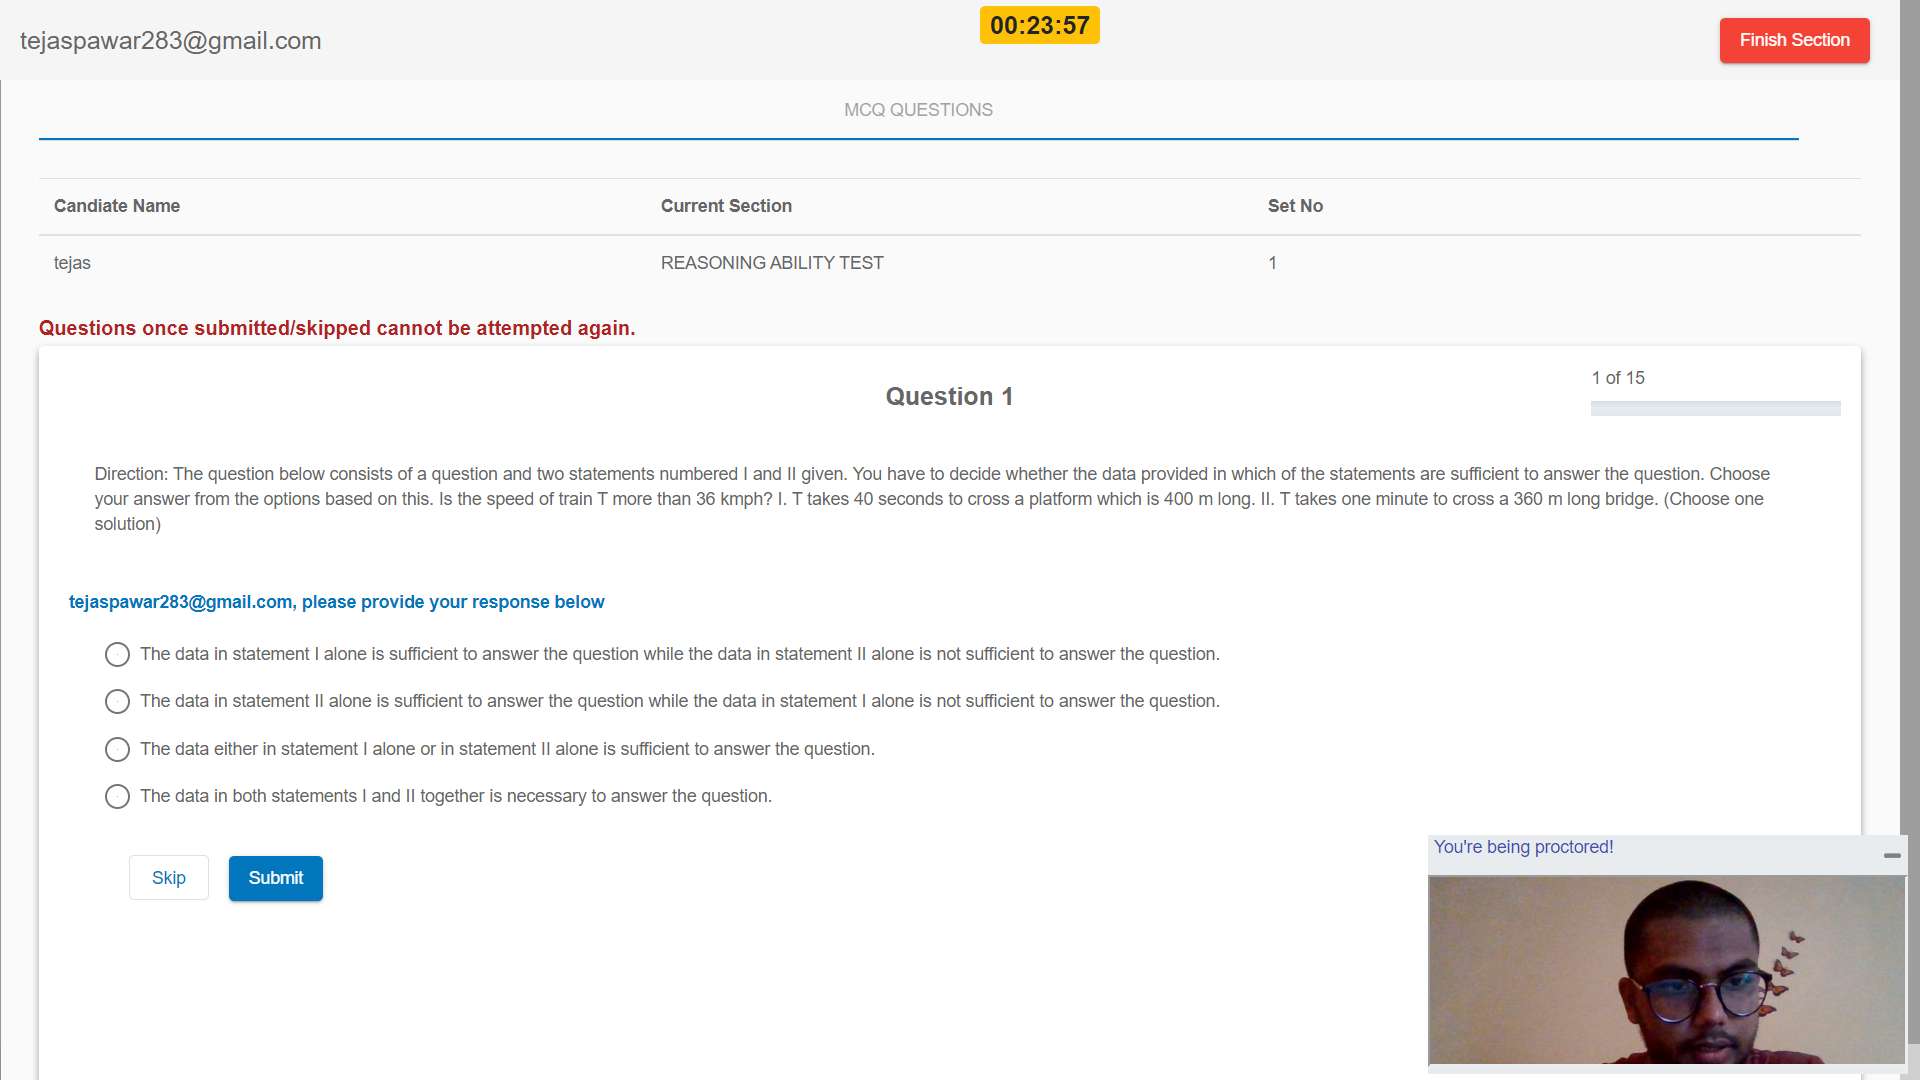 tejaspawar283@gmail.com
00:23:57
Finish Section
MCQ QUESTIONS
Candiate Name
Current Section
Set No
tejas
REASONING ABILITY TEST
1
Questions once submitted/skipped cannot be attempted again.
1 of 15
Question 1
Direction: The question below consists of a question and two statements numbered I and II given. You have to decide whether the data provided in which of the statements are sufficient to answer the question. Choose
your answer from the options based on this. Is the speed of train T more than 36 kmph? I. T takes 40 seconds to cross a platform which is 400 m long. II. T takes one minute to cross a 360 m long bridge. (Choose one
solution)
tejaspawar283@gmail.com, please provide your response below
The data in statement I alone is sufficient to answer the question while the data in statement II alone is not sufficient to answer the question.
The data in statement II alone is sufficient to answer the question while the data in statement I alone is not sufficient to answer the question.
The data either in statement I alone or in statement II alone is sufficient to answer the question.
The data in both statements I and II together is necessary to answer the question.
Skip
Submit
You're being proctored!